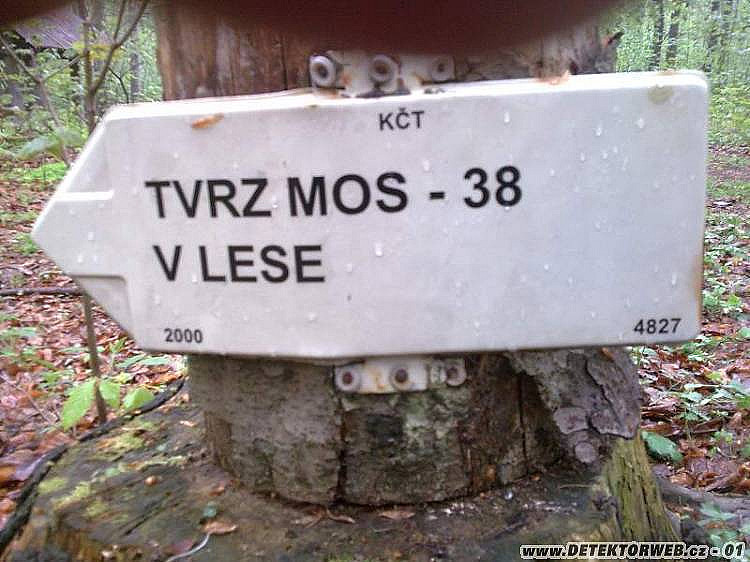 KČT
TVRZ MOS - 38
V LESE
2000
4827
www.DETEKTORWEB.cz - 01